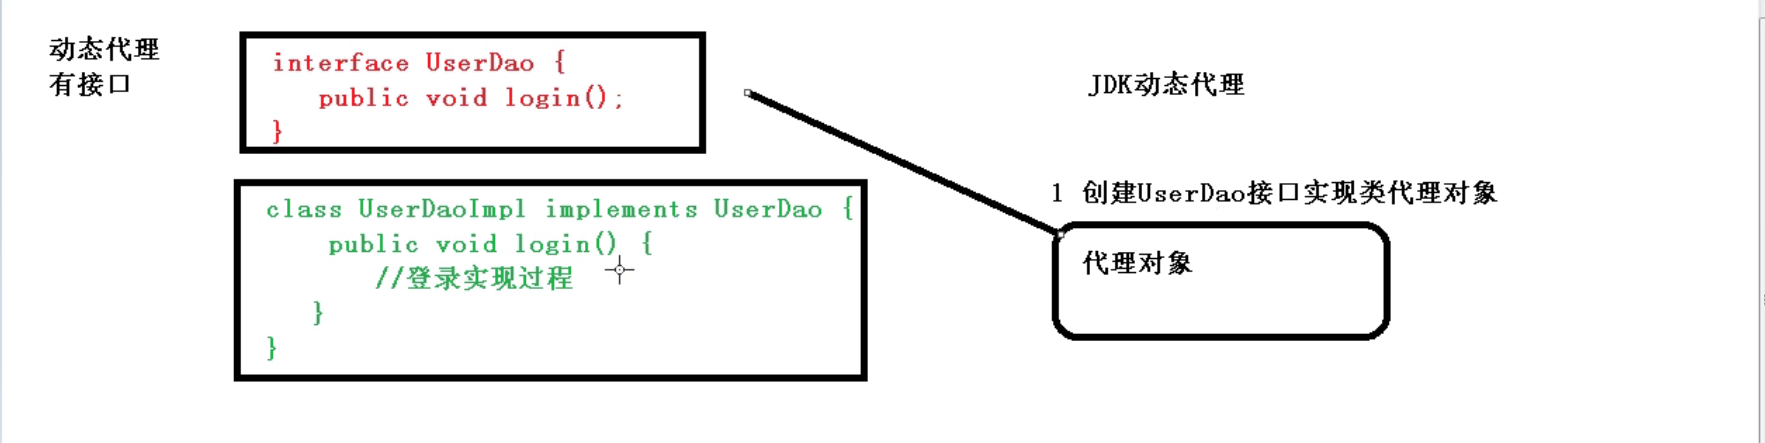 动态代理
有接口
interface UserDao {
public void login();
}
class UserDaoImpl implements UserDao {
public void login() {
//登录实现过程
}
}
JDK动态代理
1 创建UserDao接口实现类代理对象
代理对象